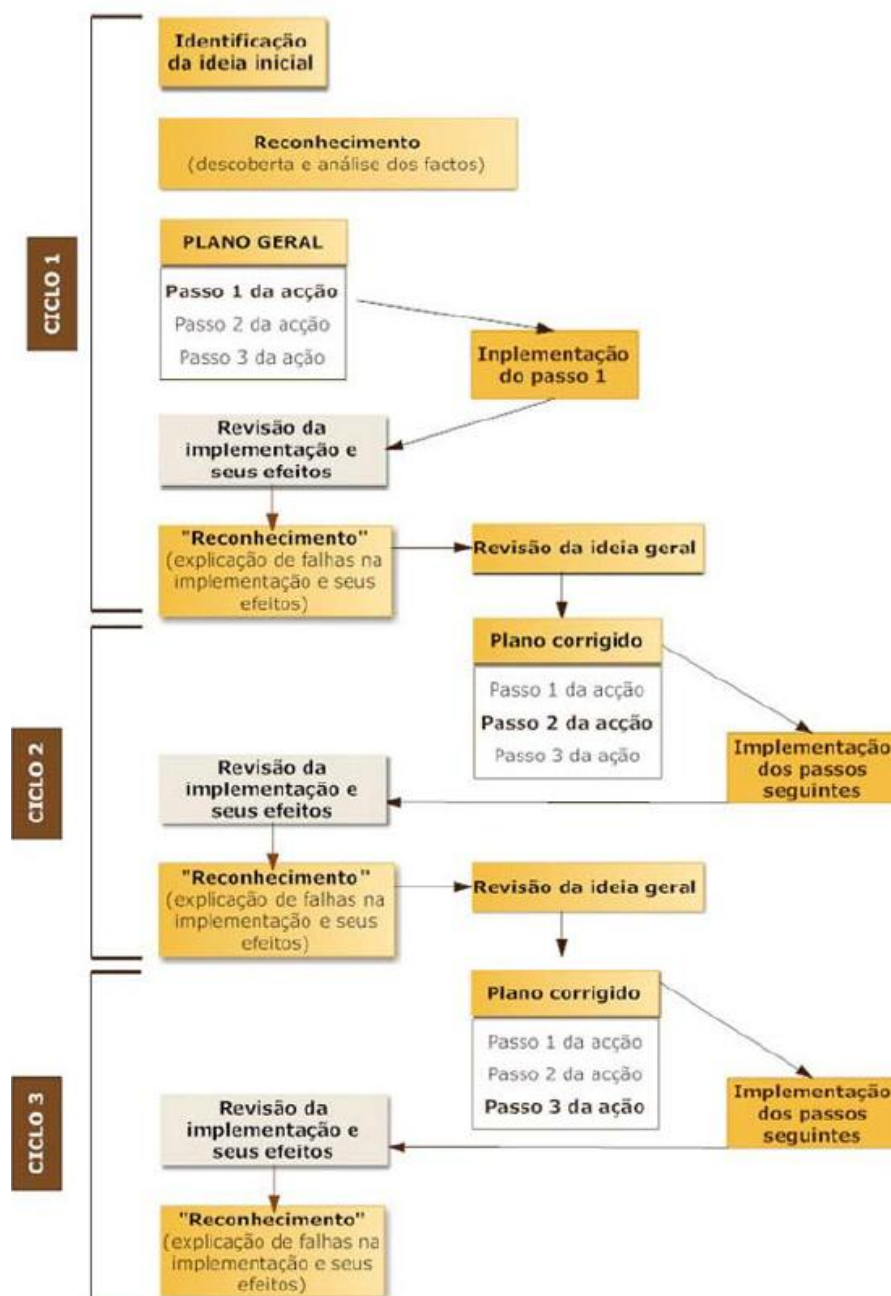 CICLO 1
Identificação
da ideia inicial
Reconhecimento
(descoberta e análise dos factos)
PLANO GERAL
Passo 1 da acção
Passo 2 da acção
Passo 3 da ação
Inplementação
do passo 1
Revisão da
implementação e
seus efeitos
"Reconhecimento"
(explicação de falhas na
implementação e seus
efeitos)
Revisão da ideia geral
CICLO 2
Plano corrigido
Passo 1 da acção
Passo 2 da acção
Passo 3 da ação
Implementação
dos passos
seguintes
Revisão da
implementação e
seus efeitos
"Reconhecimento"
(explicação de falhas na
implementação e seus
efeitos)
Revisão da ideia geral
CICLO 3
Plano corrigido
Passo 1 da acção
Passo 2 da acção
Passo 3 da ação
Implementação
dos passos
seguintes
Revisão da
implementação e
seus efeitos
"Reconhecimento"
(explicação de falhas na
implementação e seus
efeitos)